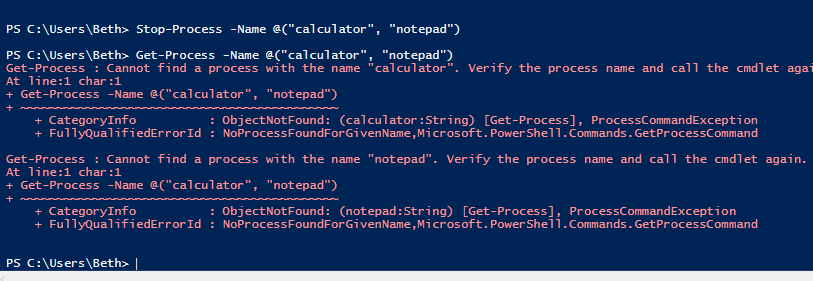 PS C:\Users\Beth> Stop-Process -Name @("calculator", "notepad")
PS C:\Users\Beth> Get-Process -Name @("calculator", "notepad")
Get-Process : Cannot find a process with the name "calculator". Verify the process name and call the cmdlet agai
At line:1 char:1
+ Get-Process -Name @("calculator", "notepad")
+ ~~~~~~~~~~~~~~~~~~~~~~~~~~~~~~~~~~~~~~~~~~~~
+ CategoryInfo : ObjectNotFound: (calculator:String) [Get-Process], ProcessCommandException
+ FullyQualifiedErrorId : NoProcessFoundForGivenName,Microsoft.PowerShell.Commands.GetProcessCommand
Get-Process : Cannot find a process with the name "notepad". Verify the process name and call the cmdlet again.
At line:1 char:1
+ Get-Process -Name @("calculator", "notepad")
+ ~~~~~~~~~~~~~~~~~~~~~~~~~~~~~~~~~~~~~~~~~~~~
+ CategoryInfo : ObjectNotFound: (notepad:String) [Get-Process], ProcessCommandException
+ FullyQualifiedErrorId : NoProcessFoundForGivenName,Microsoft.PowerShell.Commands.GetProcessCommand
PS C:\Users\Beth>